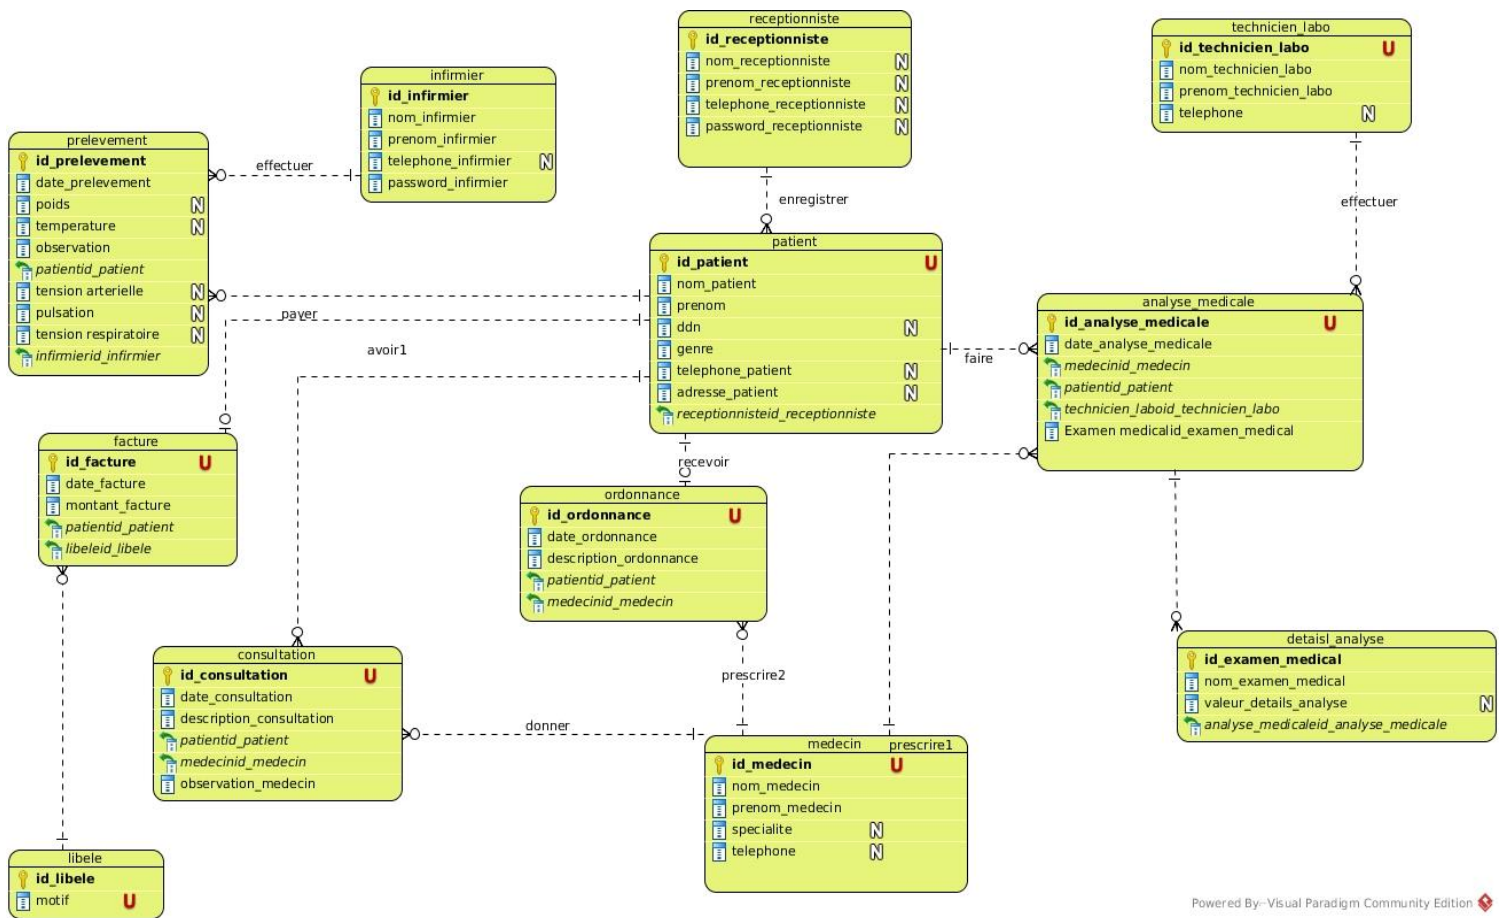 receptionniste
id_receptionniste
nom_receptionniste N
prenom_receptionniste N
telephone_receptionniste N
password_receptionniste N
technicien_labo
id_technicien_labo U
nom_technicien_labo
prenom_technicien_labo
telephone N
infirmier
id_infirmier
nom_infirmier
prenom_infirmier
telephone_infirmier N
password_infirmier
prelevement
id_prelevement
date_prelevement
poids N
temperature N
observation
patientid_patient
tension arterielle N
pulsation N
tension respiratoire N
infirmierid_infirmier
effectuer
enregistrer
effectuer
patient
id_patient U
nom_patient
prenom
ddn N
genre
telephone_patient N
adresse_patient N
receptionnisteid_receptionniste
payer
avoir1
faire
analyse_medicale
id_analyse_medicale U
date_analyse_medicale
medecinid_medecin
patientid_patient
technicien_laboid_technicien_labo
Examen medicalid_examen_medical
facture
id_facture U
date_facture
montant_facture
patientid_patient
libeleid_libele
recevoir
ordonnance
id_ordonnance U
date_ordonnance
description_ordonnance
patientid_patient
medecinid_medecin
consultation
id_consultation U
date_consultation
description_consultation
patientid_patient
medecinid_medecin
observation_medecin
donner
prescrire2
detaisl_analyse
id_examen_medical
nom_examen_medical
valeur_details_analyse N
analyse_medicaleid_analyse_medicale
medecin prescrire1
id_medecin U
nom_medecin
prenom_medecin
specialite N
telephone N
libele
id_libele
motif U
Powered By Visual Paradigm Community Edition